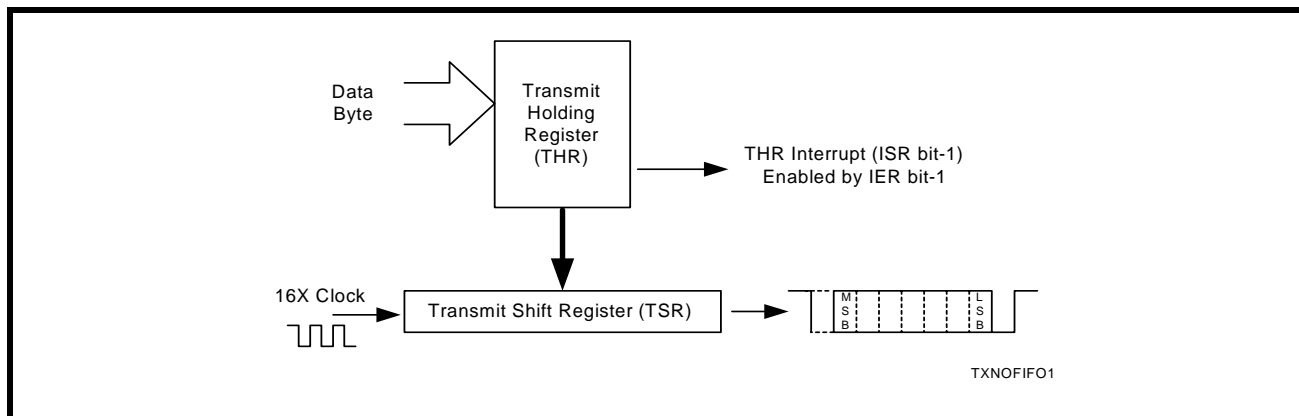 Data
Byte
Transmit
Holding
Register
(THR)
THR Interrupt (ISR bit-1)
Enabled by IER bit-1
16X Clock
Transmit Shift Register (TSR)
M
S
B
L
S
B
TXNOFIFO1